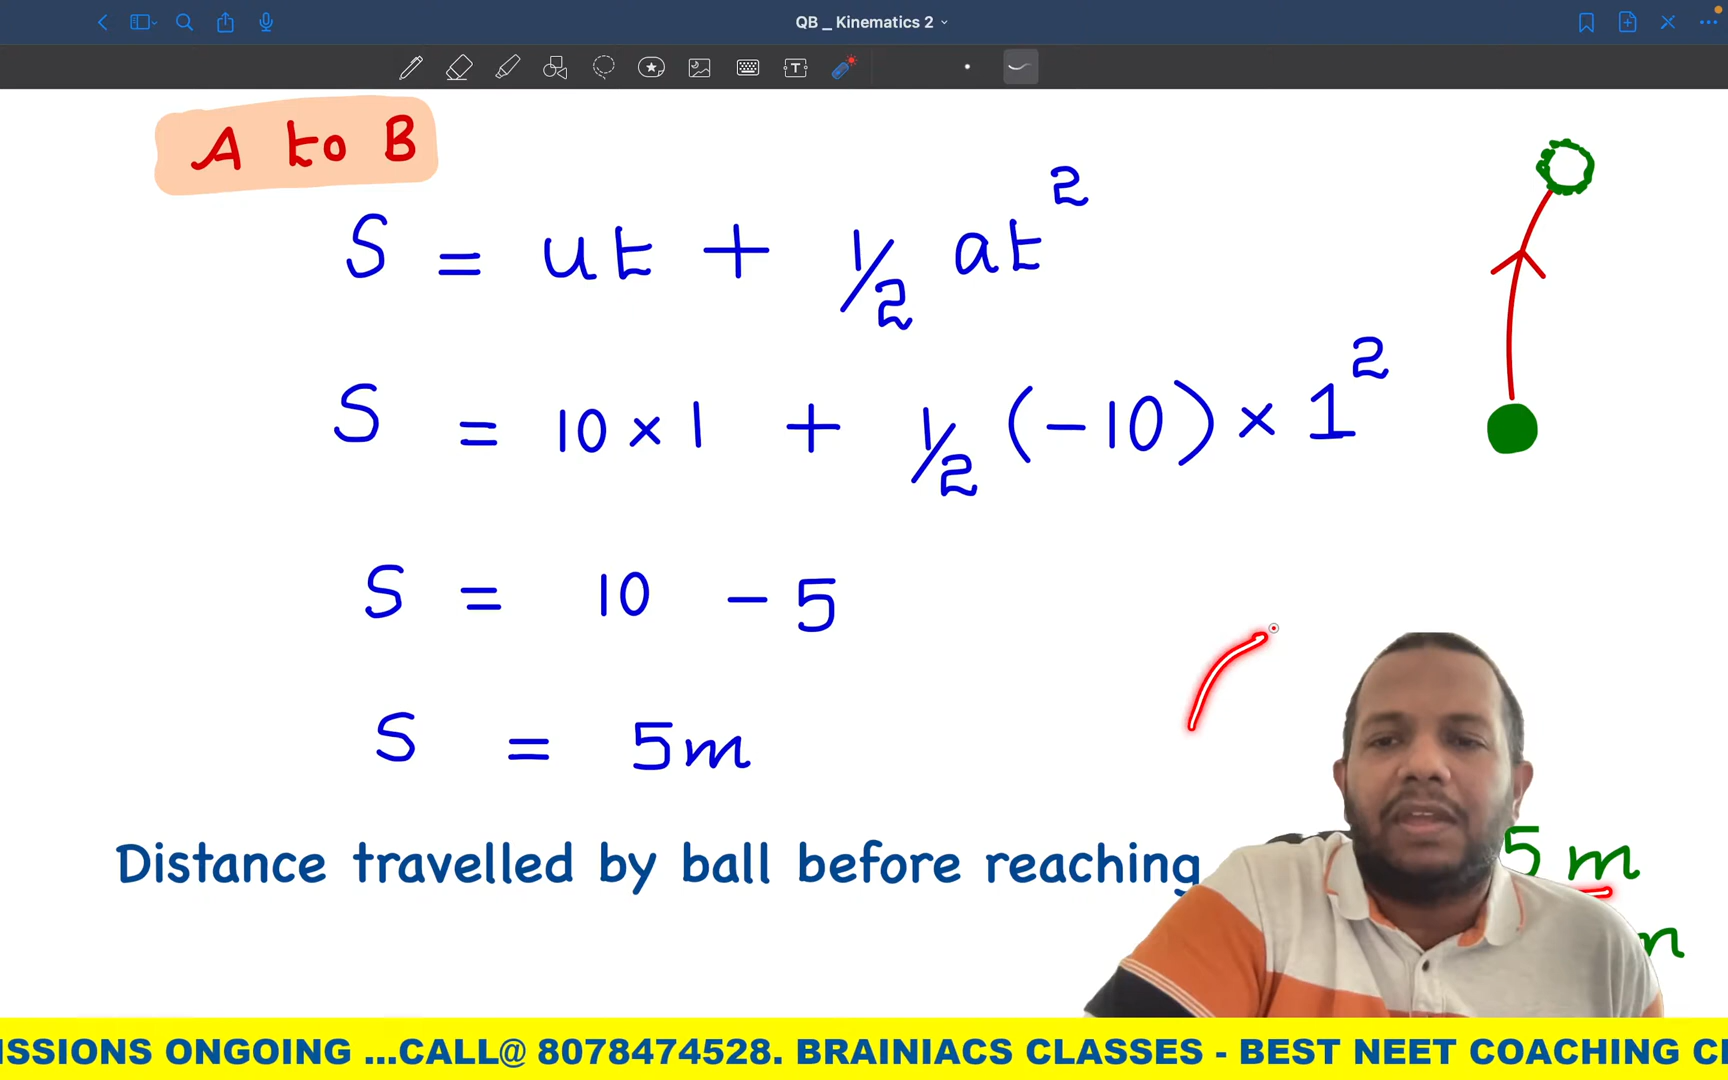 QB _ Kinematics 2
A to B
S = ut + 1/2 at²
S = 10 × 1 + 1/2 (-10) × 1²
S = 10 - 5
S = 5m
Distance travelled by ball before reaching
5 m
SSIONS ONGOING ...CALL@ 8078474528. BRAINIACS CLASSES - BEST NEET COACHING